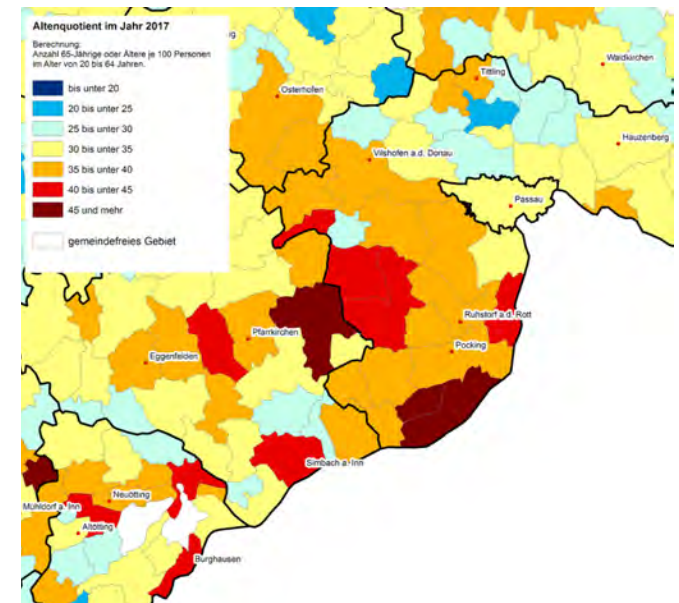 Altenquotient im Jahr 2017
Berechnung:
Anzahl 65-Jährige oder Ältere je 100 Personen
im Alter von 20 bis 64 Jahren.
bis unter 20
20 bis unter 25
25 bis unter 30
30 bis unter 35
35 bis unter 40
40 bis unter 45
45 und mehr
gemeindefreies Gebiet
Waldkirchen
Tittling
Osterhofen
Hauzenberg
Vilshofen a.d. Donau
Passau
Ruhstorf a.d. Rott
Pfarrkirchen
Pocking
Eggenfelden
Simbach a. Inn
Neuötting
Mühldorf a. Inn
Altötting
Burghausen